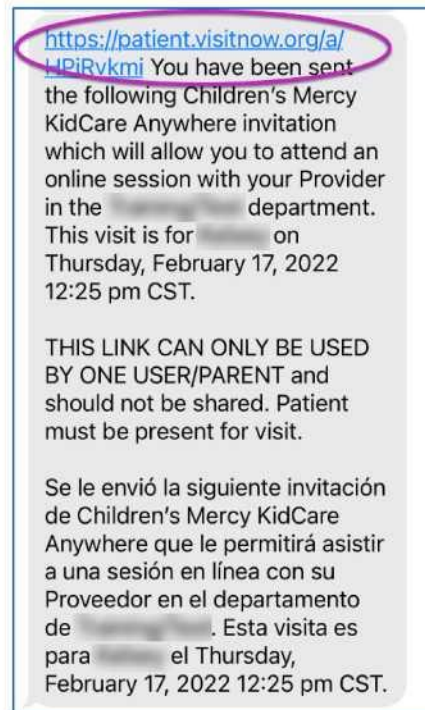 https://patient.visitnow.org/a/
HPiRvkmi You have been sent
the following Children's Mercy
KidCare Anywhere invitation
which will allow you to attend an
online session with your Provider
in the department.
This visit is for on
Thursday, February 17, 2022
12:25 pm CST.
THIS LINK CAN ONLY BE USED
BY ONE USER/PARENT and
should not be shared. Patient
must be present for visit.
Se le envió la siguiente invitación
de Children's Mercy KidCare
Anywhere que le permitirá asistir
a una sesión en línea con su
Proveedor en el departamento
de . Esta visita es
para el Thursday,
February 17, 2022 12:25 pm CST.